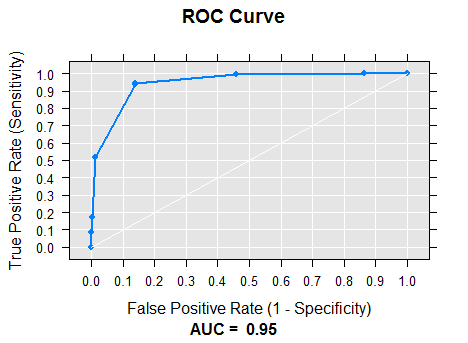 ROC Curve
True Positive Rate (Sensitivity)
1.0
0.9
0.8
0.7
0.6
0.5
0.4
0.3
0.2
0.1
0.0
0.0 0.1 0.2 0.3 0.4 0.5 0.6 0.7 0.8 0.9 1.0
False Positive Rate (1 - Specificity)
AUC = 0.95